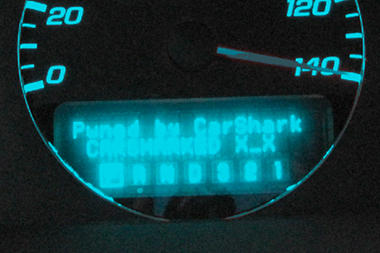 20
120
0
140
Pwned by CarShark
CARSHARKED X_X
P R N D 3 2 1